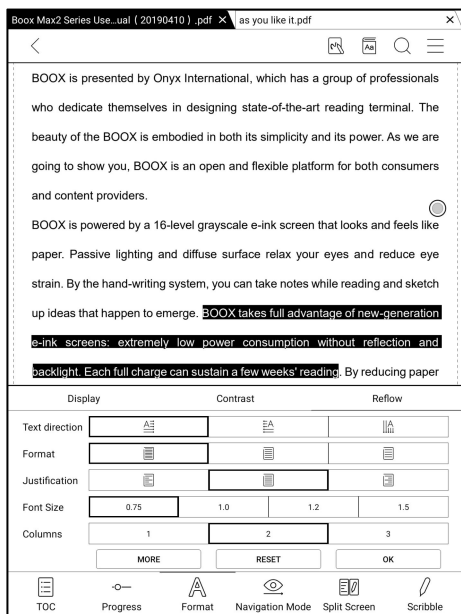 Boox Max2 Series Use...ual ( 20190410 ) .pdf ✕ as you like it.pdf ✕
Aa
BOOX is presented by Onyx International, which has a group of professionals
who dedicate themselves in designing state-of-the-art reading terminal. The
beauty of the BOOX is embodied in both its simplicity and its power. As we are
going to show you, BOOX is an open and flexible platform for both consumers
and content providers.
BOOX is powered by a 16-level grayscale e-ink screen that looks and feels like
paper. Passive lighting and diffuse surface relax your eyes and reduce eye
strain. By the hand-writing system, you can take notes while reading and sketch
up ideas that happen to emerge. BOOX takes full advantage of new-generation
e-ink screens: extremely low power consumption without reflection and
backlight. Each full charge can sustain a few weeks' reading. By reducing paper
Display Contrast Reflow
Text direction A A A
Format
Justification
Font Size 0.75 1.0 1.2 1.5
Columns 1 2 3
MORE RESET OK
TOC Progress Format Navigation Mode Split Screen Scribble